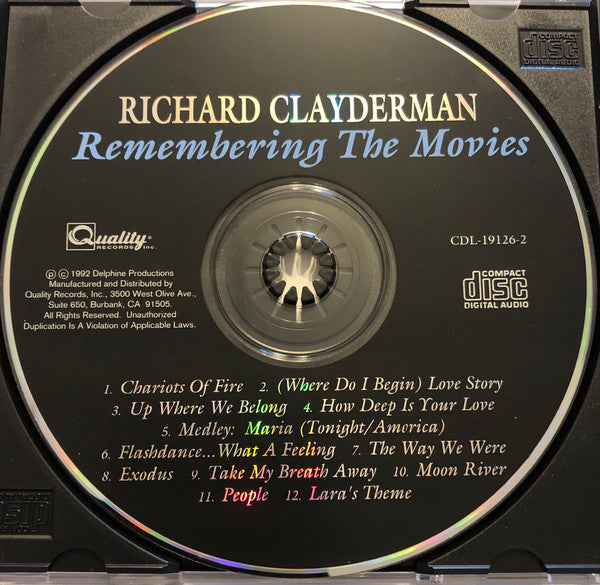 COMPACT
disc
DIGITAL AUDIO
RICHARD CLAYDERMAN
Remembering The Movies
Quality®
RECORDS Inc.
CDL-19126-2
℗ © 1992 Delphine Productions
Manufactured and Distributed by
Quality Records, Inc., 3500 West Olive Ave.,
Suite 650, Burbank, CA 91505.
All Rights Reserved. Unauthorized
Duplication Is A Violation of Applicable Laws.
COMPACT
disc
DIGITAL AUDIO
1. Chariots Of Fire 2. (Where Do I Begin) Love Story
3. Up Where We Belong 4. How Deep Is Your Love
5. Medley: Maria (Tonight/America)
6. Flashdance...What A Feeling 7. The Way We Were
8. Exodus 9. Take My Breath Away 10. Moon River
11. People 12. Lara's Theme